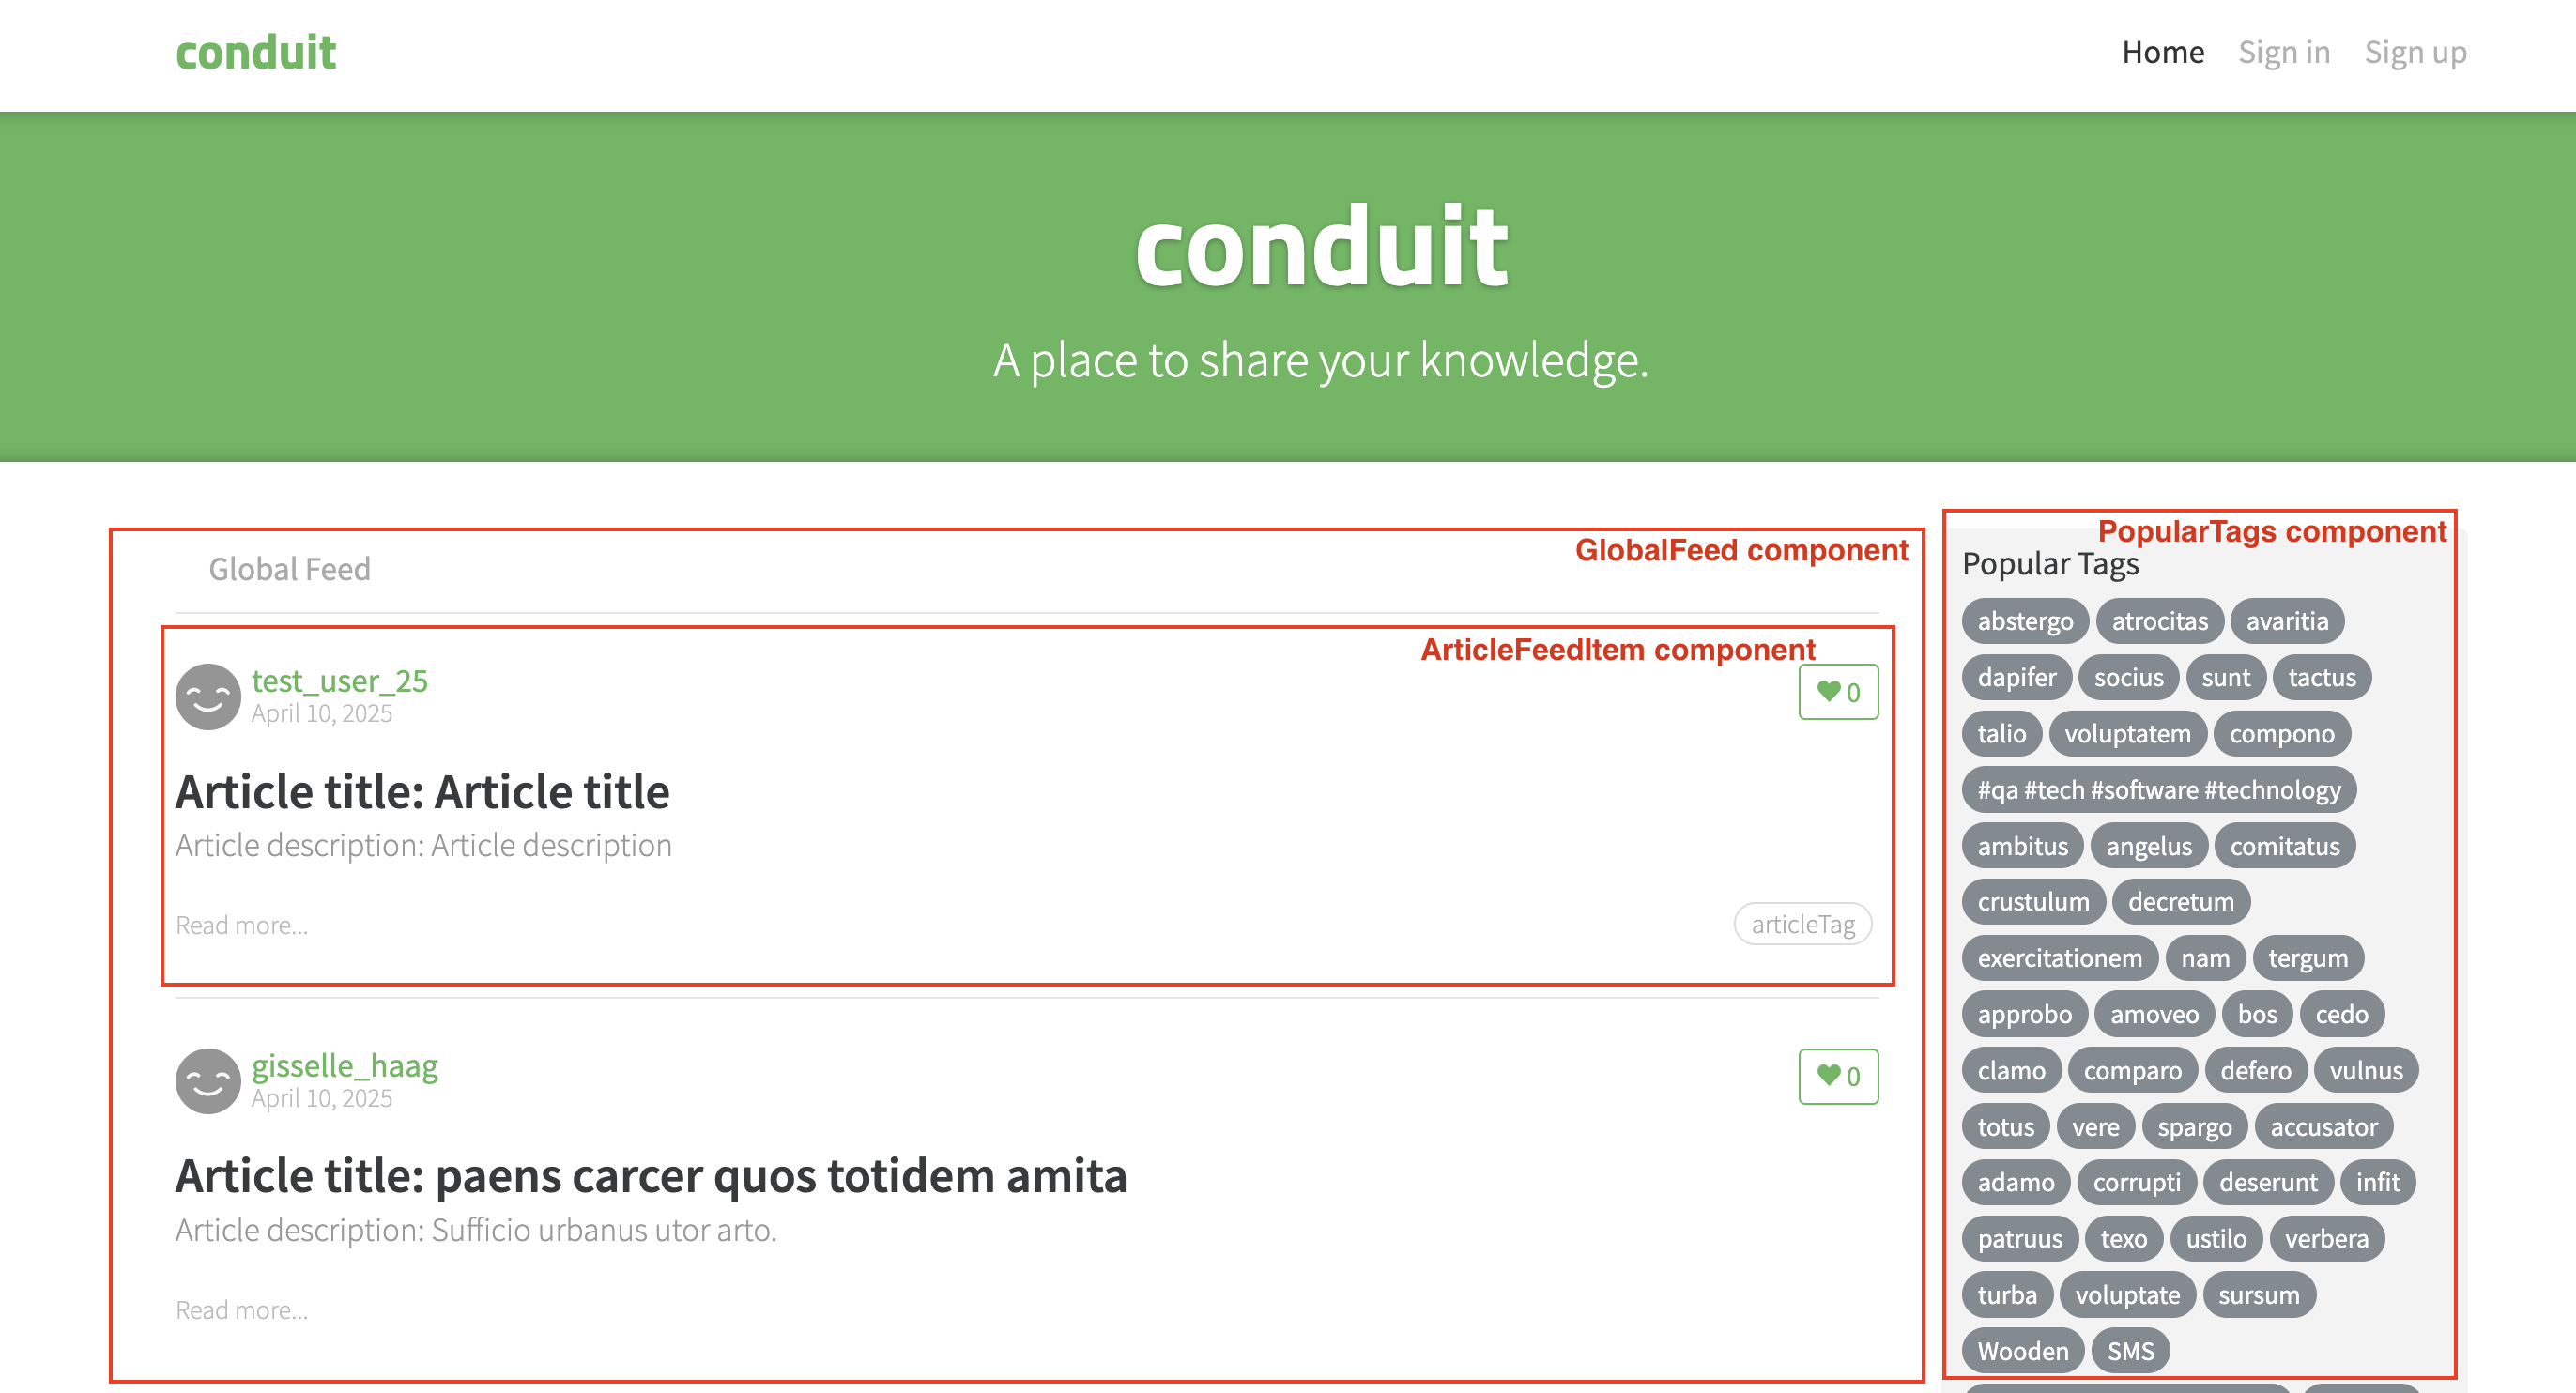 conduit
Home Sign in Sign up
conduit
A place to share your knowledge.
GlobalFeed component
Global Feed
ArticleFeedItem component
test_user_25
April 10, 2025
0
Article title: Article title
Article description: Article description
Read more...
articleTag
gisselle_haag
April 10, 2025
0
Article title: paens carcer quos totidem amita
Article description: Sufficio urbanus utor arto.
Read more...
PopularTags component
Popular Tags
abstergo atrocitas avaritia
dapifer socius sunt tactus
talio voluptatem compono
#qa #tech #software #technology
ambitus angelus comitatus
crustulum decretum
exercitationem nam tergum
approbo amoveo bos cedo
clamo comparo defero vulnus
totus vere spargo accusator
adamo corrupti deserunt infit
patruus texo ustilo verbera
turba voluptate sursum
Wooden SMS